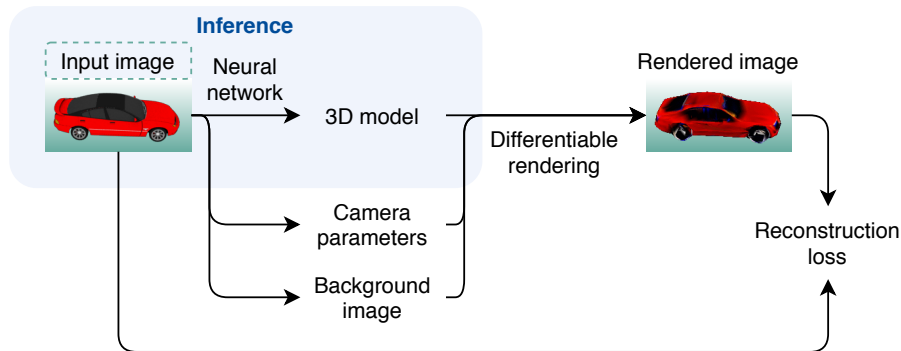 Inference
Input image
Neural
network
3D model
Camera
parameters
Background
image
Differentiable
rendering
Rendered image
Reconstruction
loss